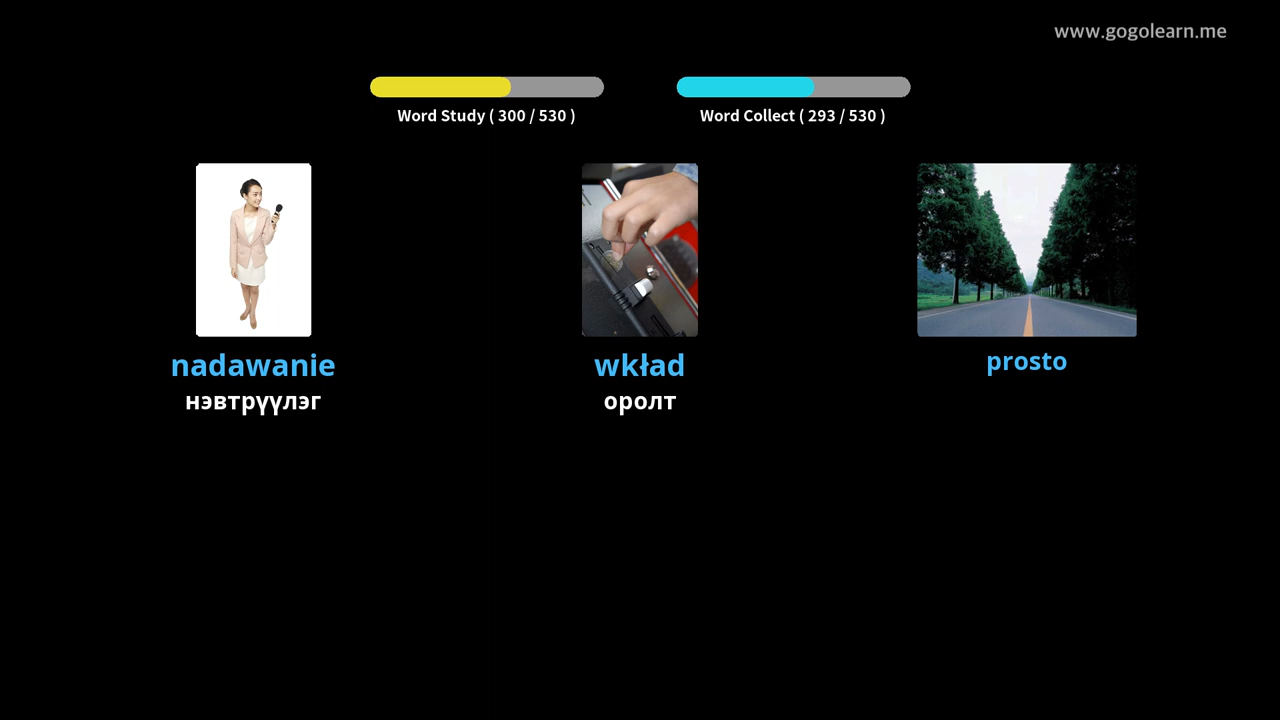 www.gogolearn.me
Word Study ( 300 / 530 )
Word Collect ( 293 / 530 )
nadawanie
нэвтрүүлэг
wkład
оролт
prosto